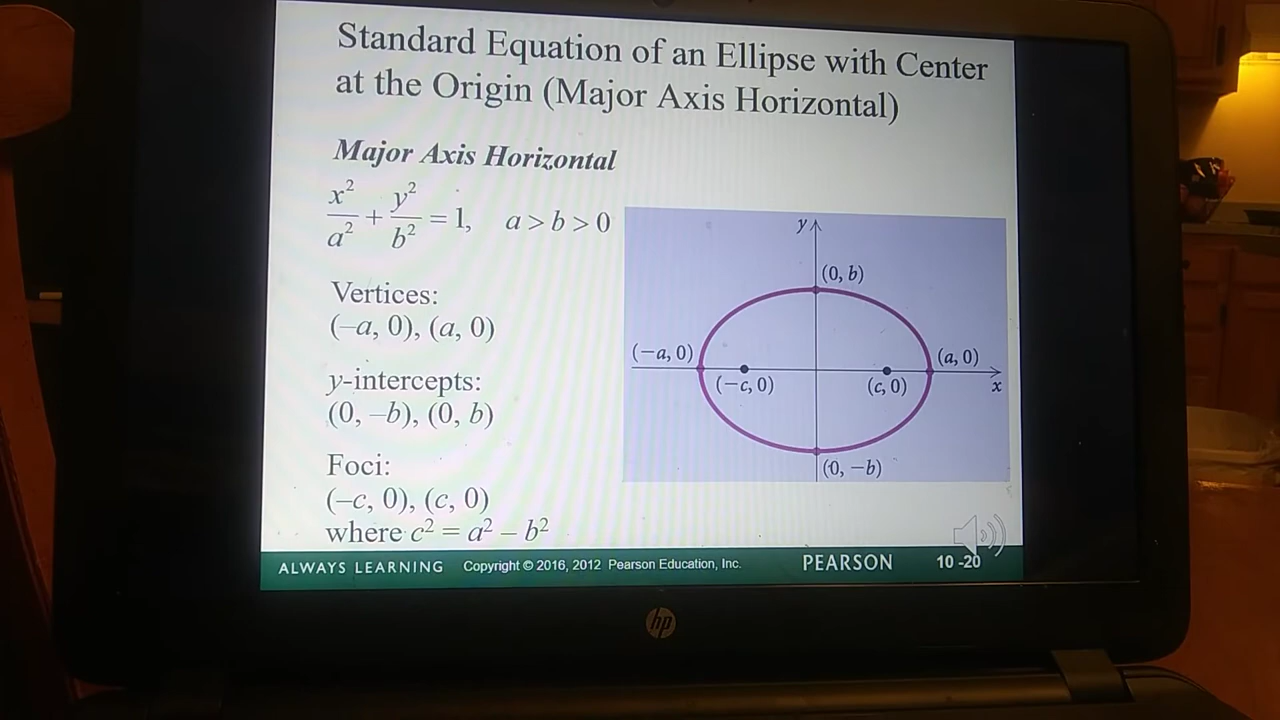 Standard Equation of an Ellipse with Center
at the Origin (Major Axis Horizontal)
Major Axis Horizontal
x²/a² + y²/b² = 1, a > b > 0
Vertices:
(–a, 0), (a, 0)
y-intercepts:
(0, –b), (0, b)
Foci:
(–c, 0), (c, 0)
where c² = a² – b²
y
(0, b)
(−a, 0)
(a, 0)
(−c, 0)
(c, 0)
x
(0, −b)
ALWAYS LEARNING Copyright © 2016, 2012 Pearson Education, Inc. PEARSON 10 -20
hp